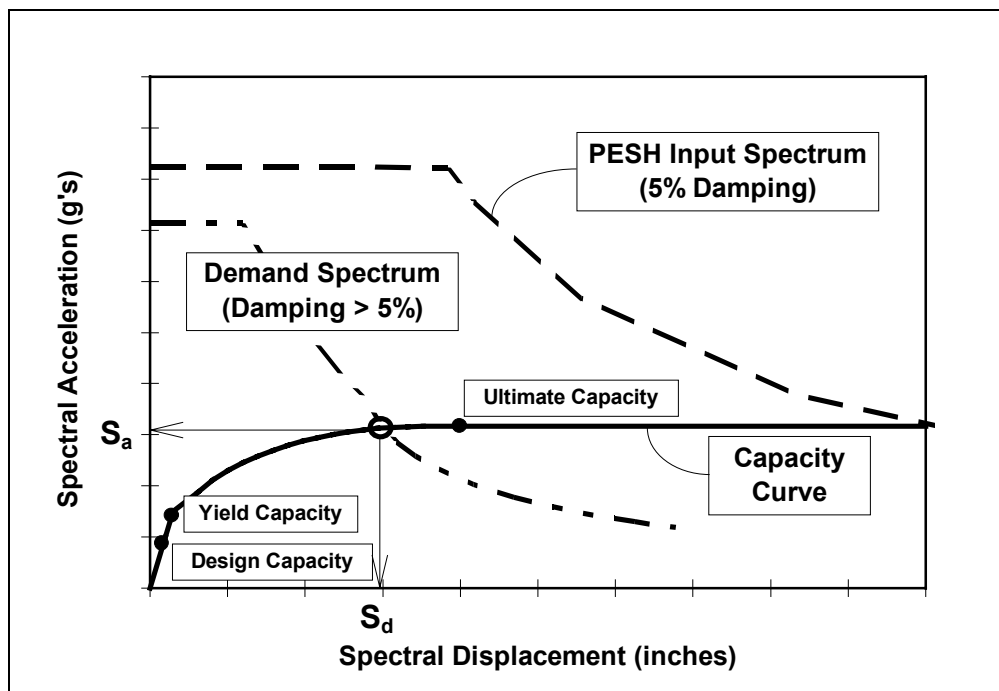 PESH Input Spectrum
(5% Damping)
Demand Spectrum
(Damping > 5%)
Ultimate Capacity
Capacity
Curve
Yield Capacity
Design Capacity
Sa
Sd
Spectral Acceleration (g's)
Spectral Displacement (inches)